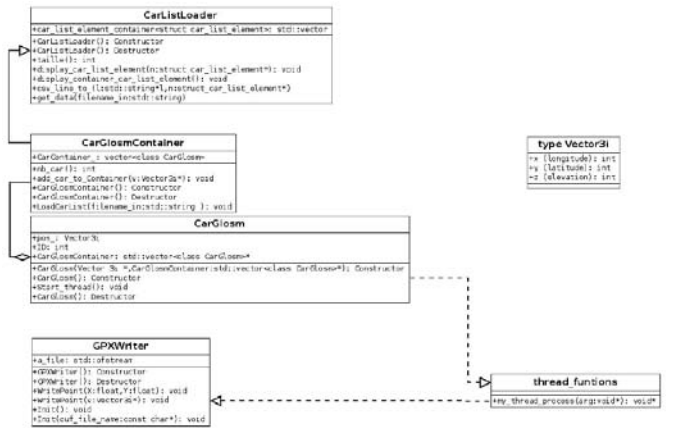 CarListLoader
+car_list_element_container<struct car_list_element>: std::vector
+CarListLoader(): Constructor
+CarListLoader(): Destructor
+taille(): int
+display_car_list_element(n:struct car_list_element*): void
+display_container_car_list_element(): void
+csv_line_to_(l:std::string*l,n:struct_car_list_element*)
+get_data(filename_in:std::string)
CarGlosmContainer
+CarContainer_: vector<class CarGlosm>
+nb_car(): int
+add_car_to_Container(v:Vector3i*): void
+CarGlosmContainer(): Constructor
+CarGlosmContainer(): Destructor
+LoadCarList(filename_in:std::string ): void
type Vector3i
+x (longitude): int
+y (latitude): int
+z (elevation): int
CarGlosm
+pos_: Vector3i
+ID: int
+CarGlosmContainer: std::vector<class CarGlosm>*
+CarGlosm(Vector 3i *,CarGlosmContainer:std::vector<class CarGlosm>*): Constructor
+CarGlosm(): Constructor
+Start_thread(): void
+CarGlosm(): Destructor
GPXWriter
+a_file: std::ofstream
+GPXWriter(): Constructor
+GPXWriter(): Destructor
+WritePoint(X:float,Y:float): void
+WritePoint(v:Vector3i*): void
+Init(): void
+Init(out_file_name:const char*): void
thread_funtions
+my_thread_process(arg:void*): void*